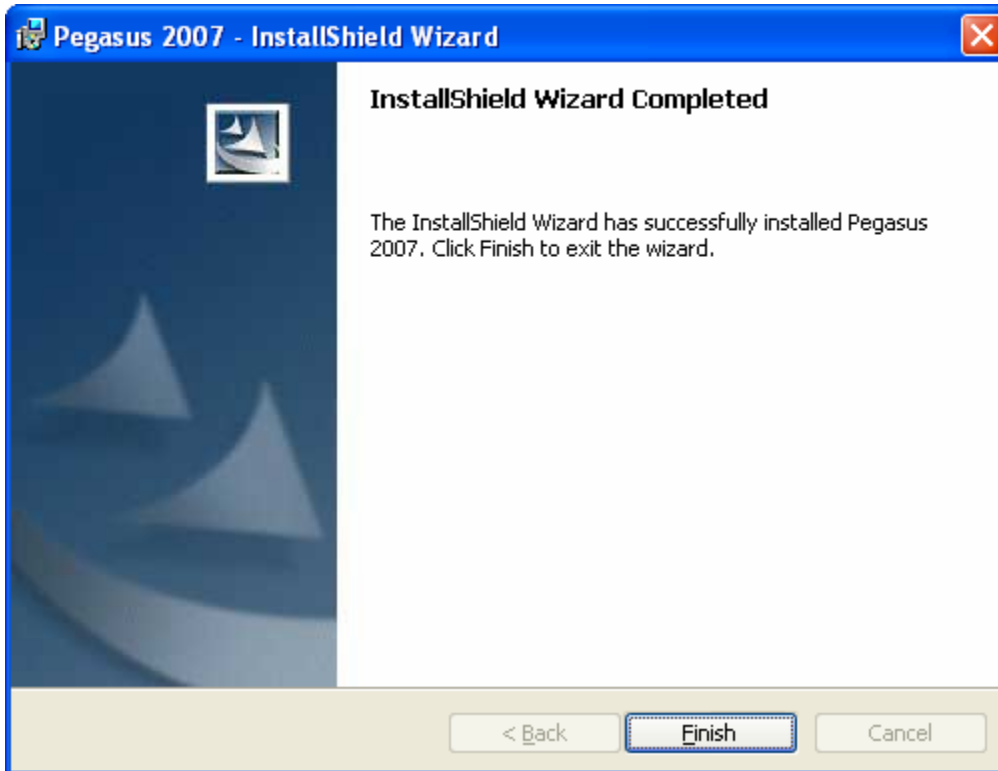 Pegasus 2007 - InstallShield Wizard
InstallShield Wizard Completed
The InstallShield Wizard has successfully installed Pegasus
2007. Click Finish to exit the wizard.
< Back
Finish
Cancel